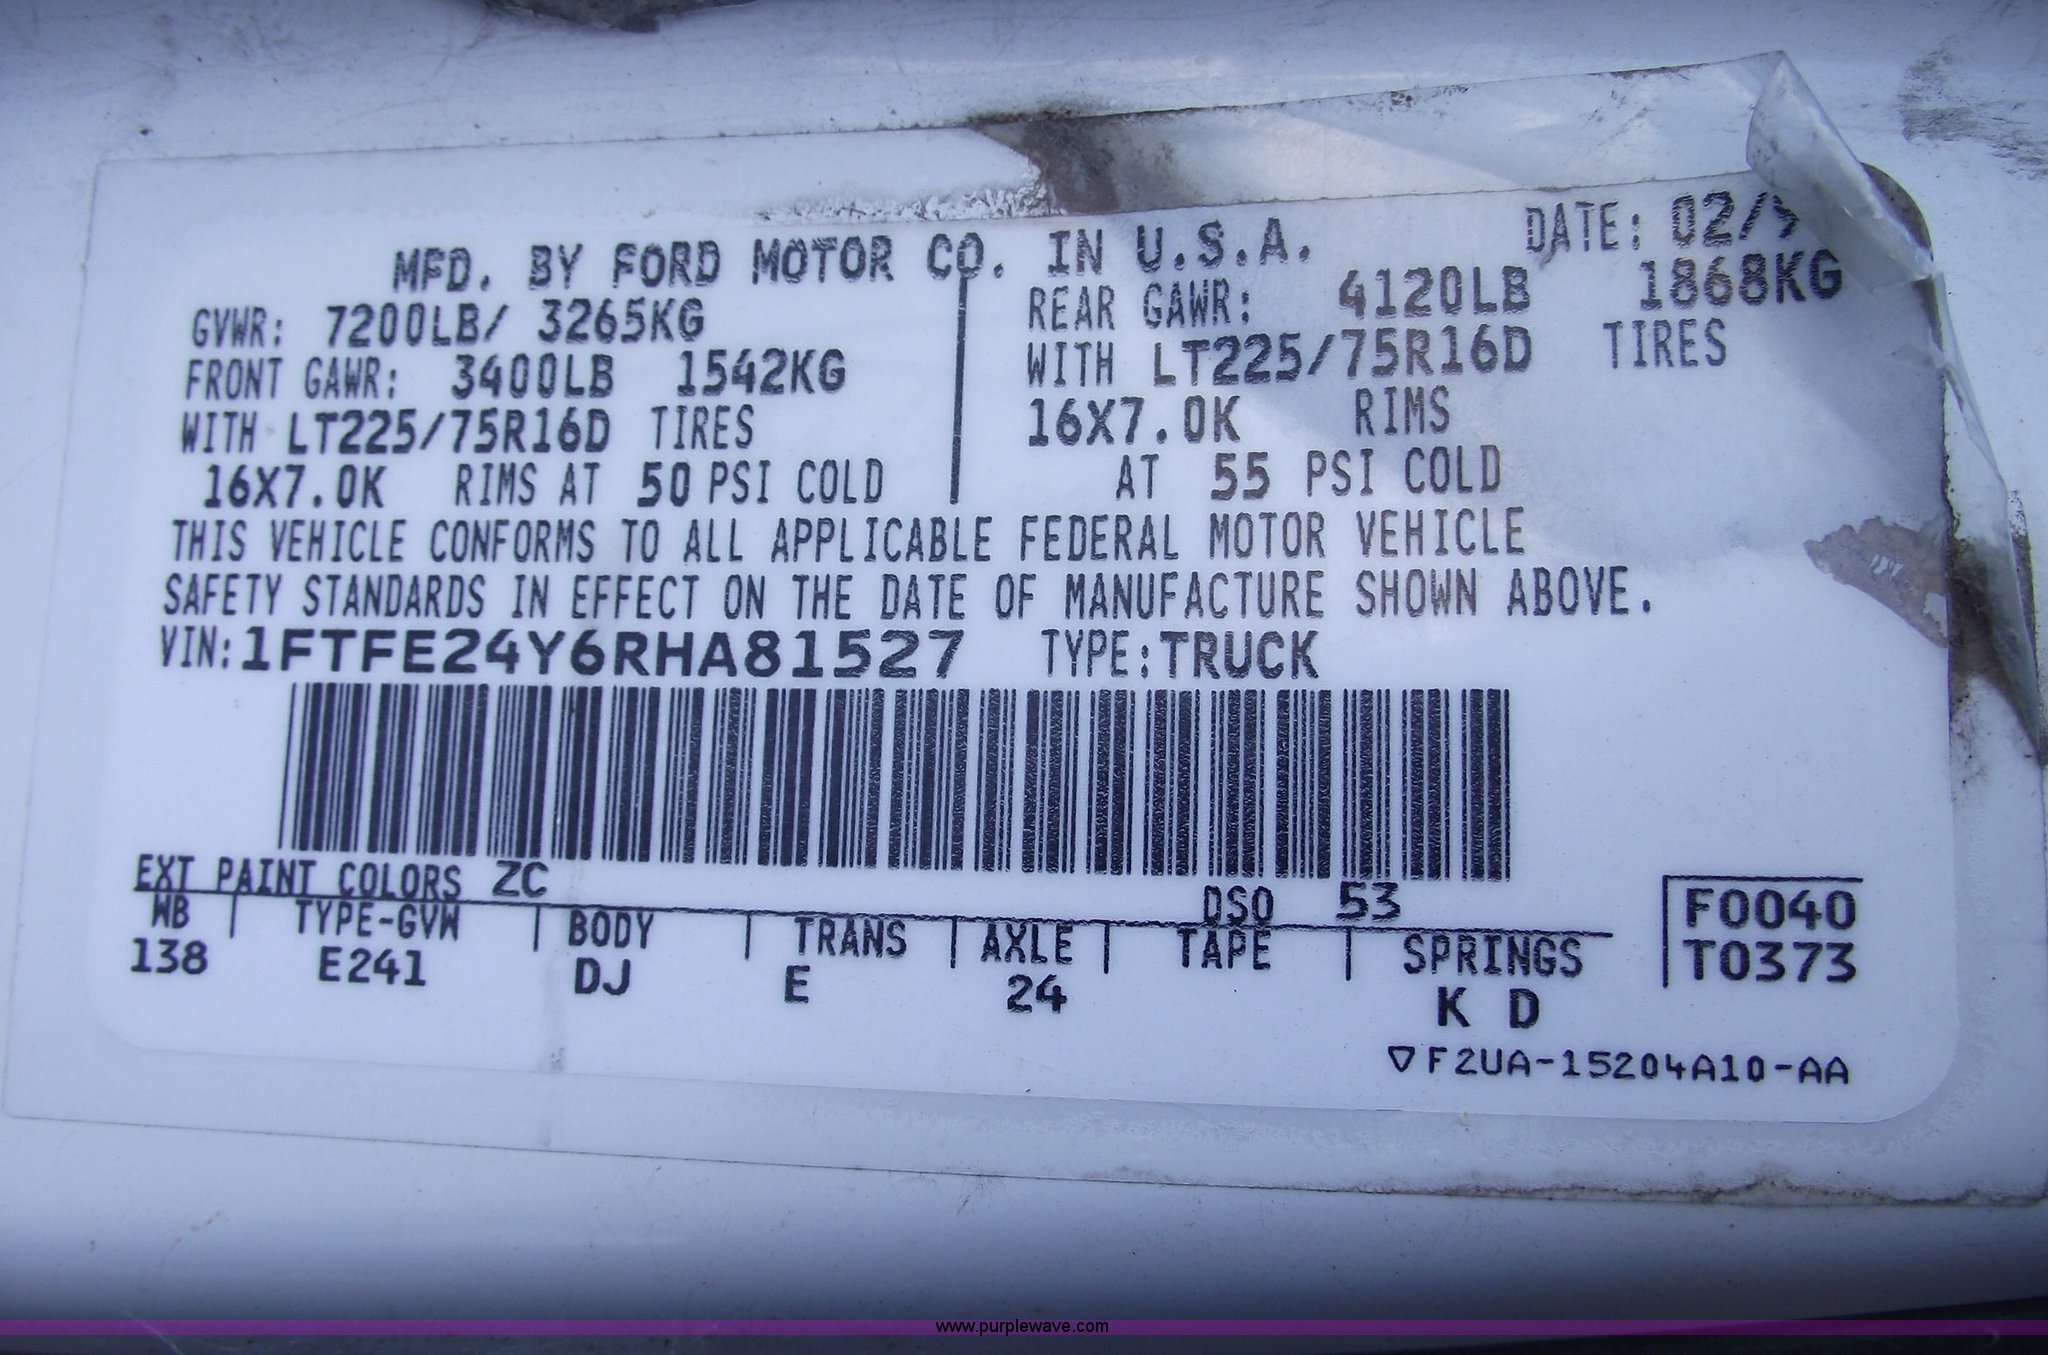 MFD. BY FORD MOTOR CO. IN U.S.A.
DATE: 02/
GVWR: 7200LB/ 3265KG
FRONT GAWR: 3400LB 1542KG
WITH LT225/75R16D TIRES
16X7.0K RIMS AT 50 PSI COLD
REAR GAWR: 4120LB 1868KG
WITH LT225/75R16D TIRES
16X7.0K RIMS
AT 55 PSI COLD
THIS VEHICLE CONFORMS TO ALL APPLICABLE FEDERAL MOTOR VEHICLE
SAFETY STANDARDS IN EFFECT ON THE DATE OF MANUFACTURE SHOWN ABOVE.
VIN:1FTFE24Y6RHA81527 TYPE:TRUCK
EXT PAINT COLORS ZC
DSO 53
WB TYPE-GVW BODY TRANS AXLE TAPE SPRINGS
138 E241 DJ E 24 K D
F0040
T0373
▽F2UA-15204A10-AA
www.purplewave.com